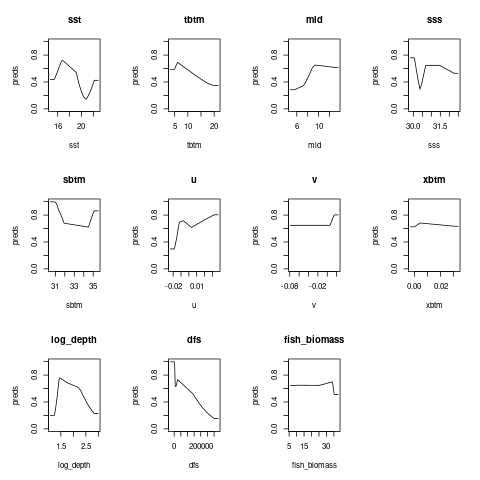 sst tbtm mld sss
preds 0.0 0.4 0.8 preds 0.0 0.4 0.8 preds 0.0 0.4 0.8 preds 0.0 0.4 0.8
16 20 5 10 20 6 10 30.0 31.5
sst tbtm mld sss
sbtm u v xbtm
preds 0.0 0.4 0.8 preds 0.0 0.4 0.8 preds 0.0 0.4 0.8 preds 0.0 0.4 0.8
31 33 35 -0.02 0.01 -0.08 -0.02 0.00 0.02
sbtm u v xbtm
log_depth dfs fish_biomass
preds 0.0 0.4 0.8 preds 0.0 0.4 0.8 preds 0.0 0.4 0.8
1.5 2.5 0 200000 5 15 30
log_depth dfs fish_biomass